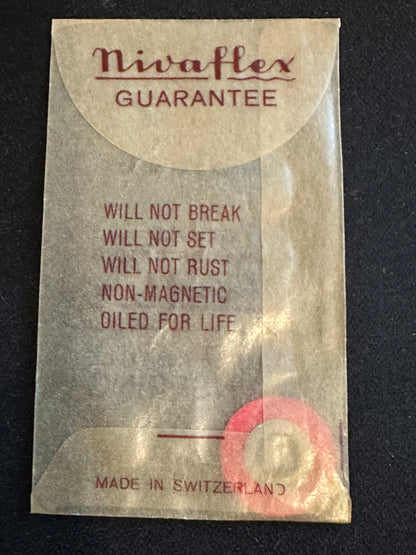 Nivaflex
GUARANTEE
WILL NOT BREAK
WILL NOT SET
WILL NOT RUST
NON-MAGNETIC
OILED FOR LIFE
MADE IN SWITZERLAND